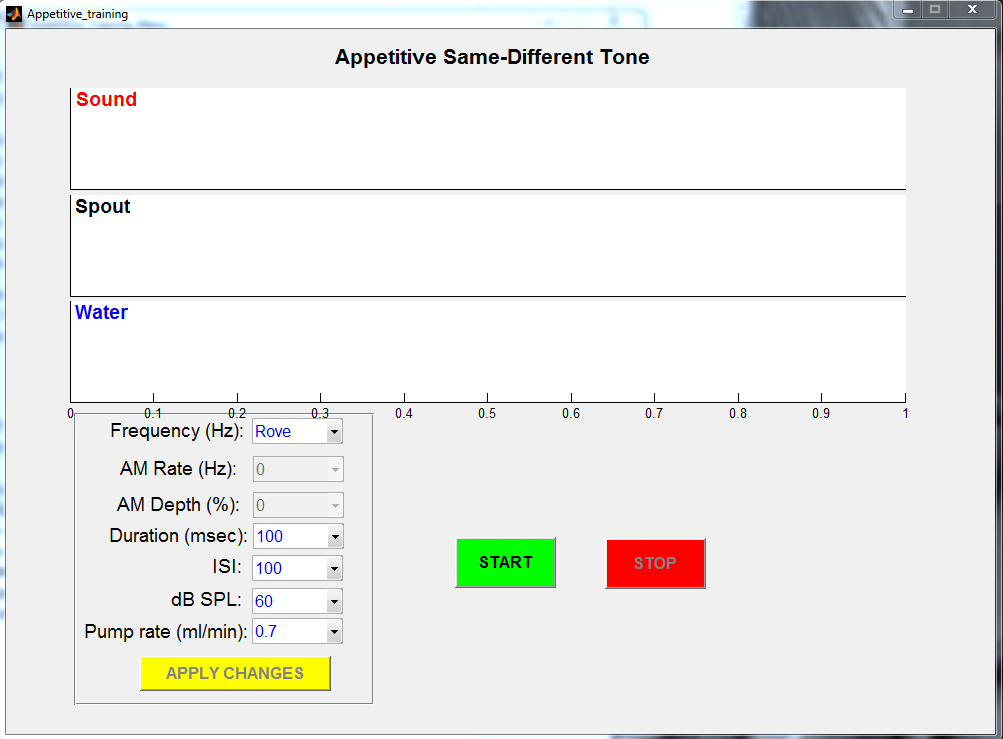 Appetitive_training
Appetitive Same-Different Tone
Sound
Spout
Water
0 0.1 0.2 0.3 0.4 0.5 0.6 0.7 0.8 0.9 1
Frequency (Hz): Rove
AM Rate (Hz): 0
AM Depth (%): 0
Duration (msec): 100
ISI: 100
dB SPL: 60
Pump rate (ml/min): 0.7
APPLY CHANGES
START
STOP